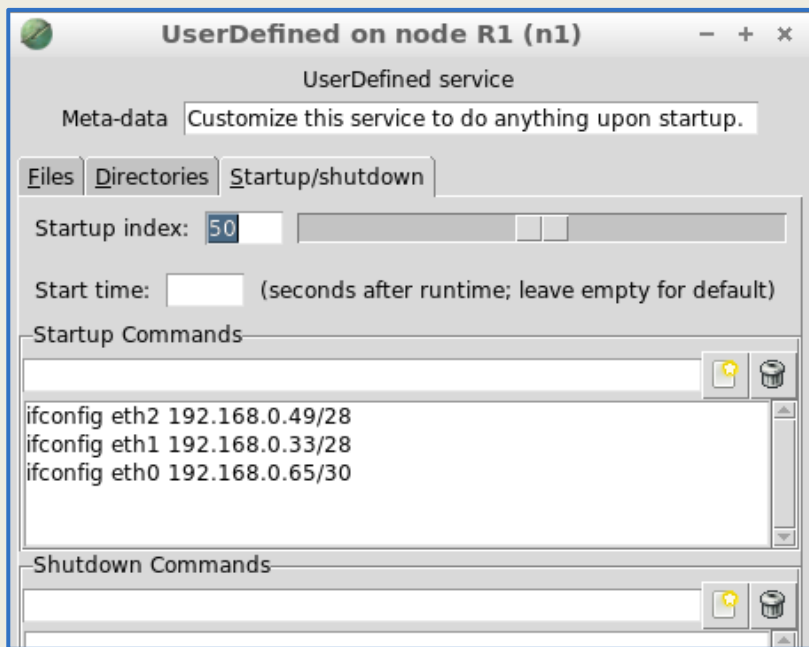 UserDefined on node R1 (n1)
UserDefined service
Meta-data Customize this service to do anything upon startup.
Files Directories Startup/shutdown
Startup index: 50
Start time: (seconds after runtime; leave empty for default)
Startup Commands
ifconfig eth2 192.168.0.49/28
ifconfig eth1 192.168.0.33/28
ifconfig eth0 192.168.0.65/30
Shutdown Commands